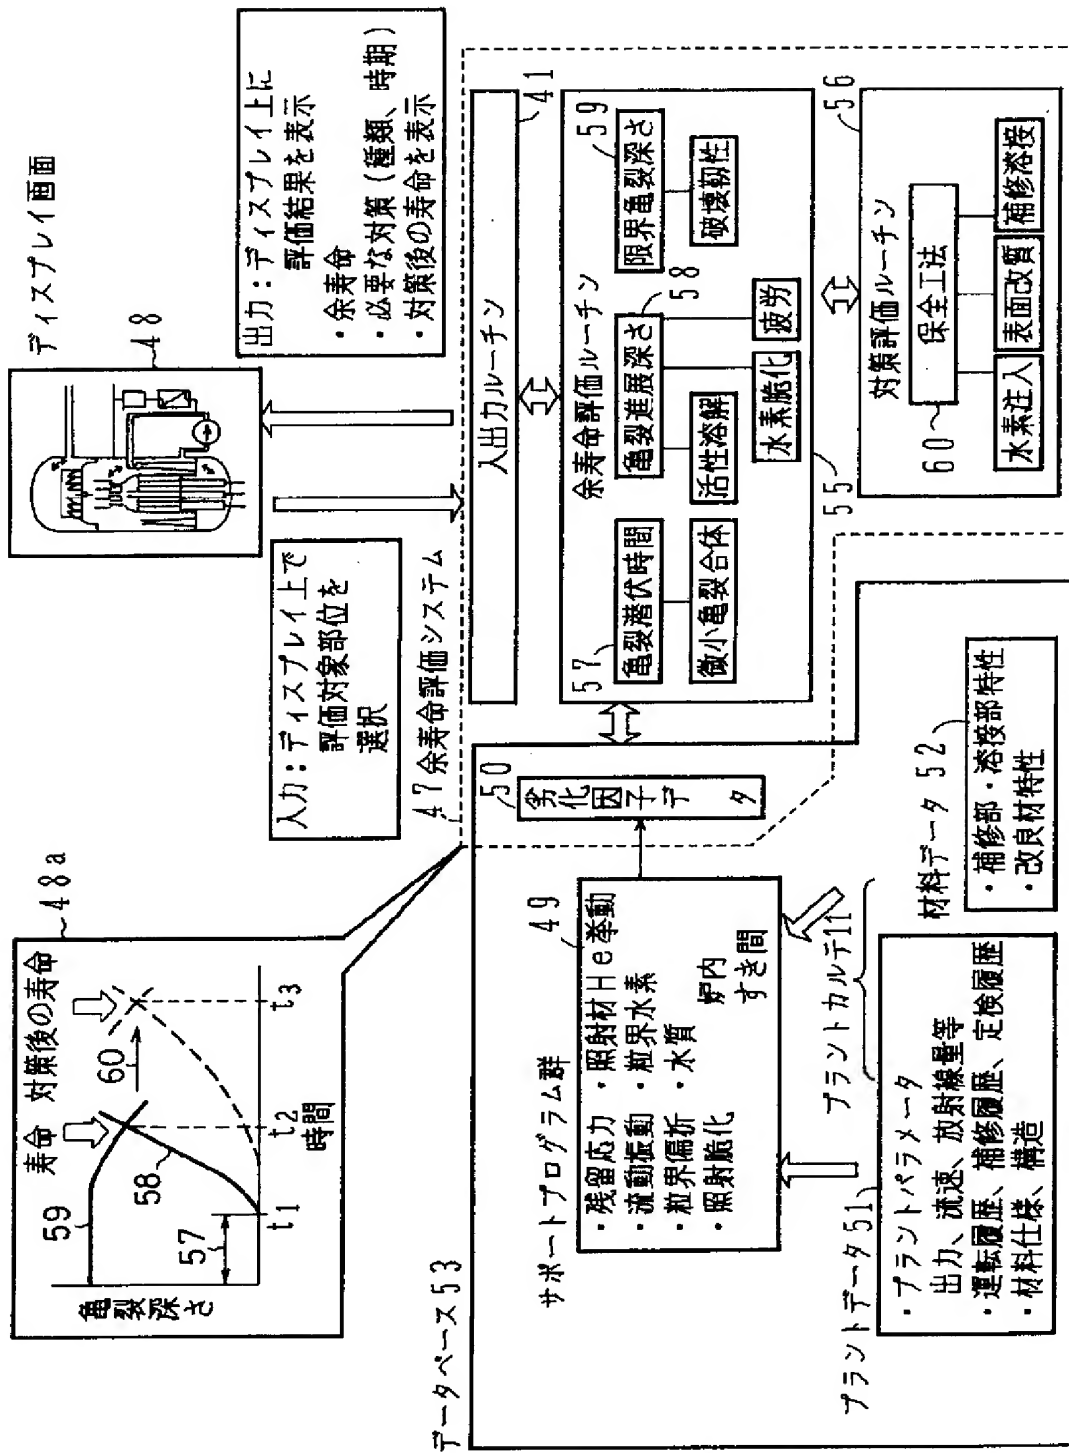 48a
寿命
対策後の寿命
59
60
58
57
t1
t2
t3
時間
亀裂深さ
ディスプレイ画面
48
入力:ディスプレイ上で
評価対象部位を
選択
出力:ディスプレイ上に
評価結果を表示
・余寿命
・必要な対策(種類、時期)
・対策後の寿命を表示
47余寿命評価システム
入出力ルーチン
41
データベース53
サポートプログラム群
49
・残留応力
・照射材He挙動
・流動振動
・粒界水素
・粒界偏析
・水質
・照射脆化
炉内
すき間
50
劣化因子データ
プラントカルテ11
プラントデータ51
・プラントパラメータ
出力、流速、放射線量等
・運転履歴、補修履歴、定検履歴
・材料仕様、構造
材料データ52
・補修部・溶接部特性
・改良材特性
余寿命評価ルーチン
57
亀裂潜伏時間
微小亀裂合体
亀裂進展深さ
58
活性溶解
水素脆化
疲労
限界亀裂深さ
59
破壊靭性
55
対策評価ルーチン
56
60
保全工法
水素注入
表面改質
補修溶接